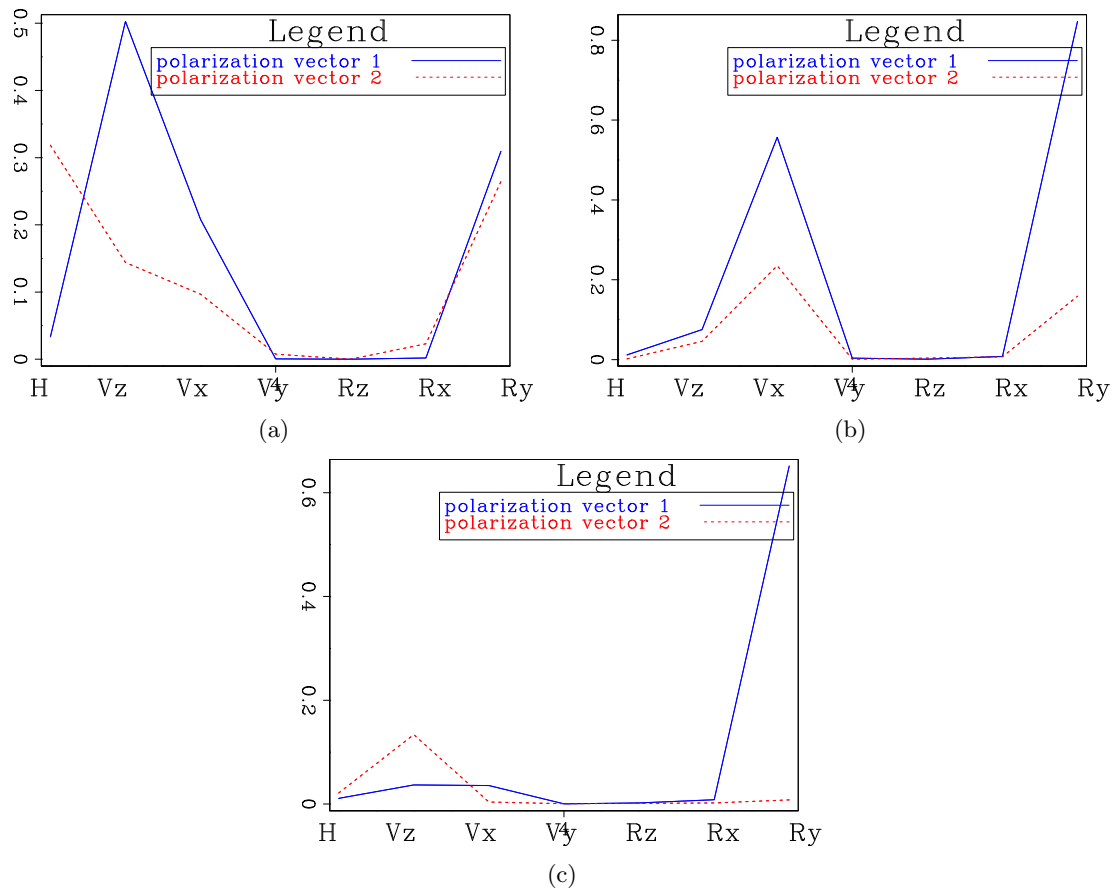 Legend
polarization vector 1
polarization vector 2
0.5
0.4
0.3
0.2
0.1
0
H Vz Vx Vy Rz Rx Ry
4
(a)
Legend
polarization vector 1
polarization vector 2
0.8
0.6
0.4
0.2
0
H Vz Vx Vy Rz Rx Ry
4
(b)
Legend
polarization vector 1
polarization vector 2
0.6
0.4
0.2
0
H Vz Vx Vy Rz Rx Ry
4
(c)